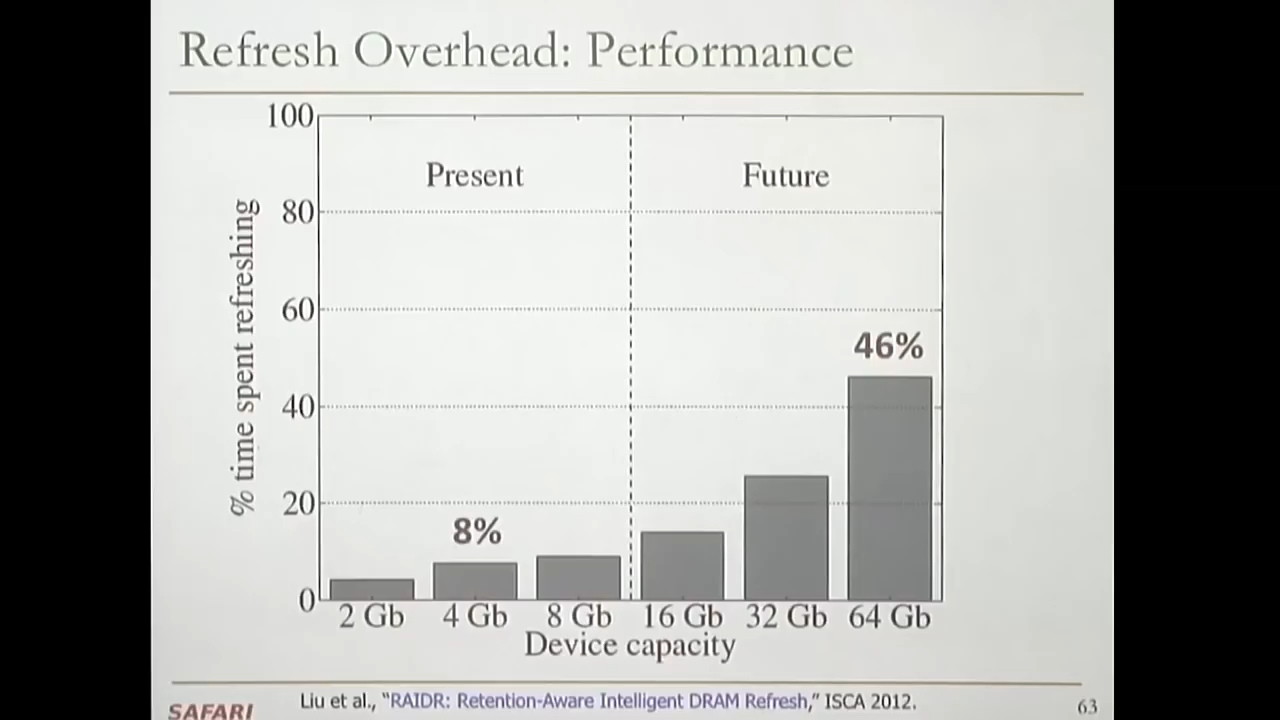 Refresh Overhead: Performance
100
Present
Future
80
60
46%
40
20
8%
0
2 Gb 4 Gb 8 Gb 16 Gb 32 Gb 64 Gb
Device capacity
% time spent refreshing
Liu et al., “RAIDR: Retention-Aware Intelligent DRAM Refresh,” ISCA 2012.
SAFARI
63